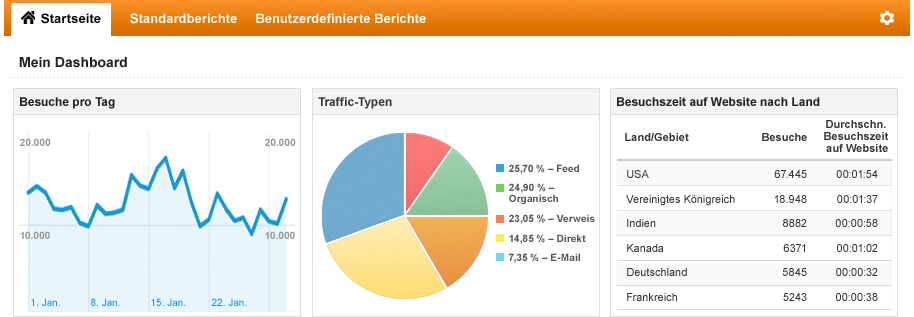 Startseite Standardberichte Benutzerdefinierte Berichte
Mein Dashboard
Besuche pro Tag
20.000 20.000
10.000 10.000
1. Jan. 8. Jan. 15. Jan. 22. Jan.
Traffic-Typen
25,70 % – Feed
24,90 % –
Organisch
23,05 % – Verweis
14,85 % – Direkt
7,35 % – E-Mail
Besuchszeit auf Website nach Land
Land/Gebiet Besuche Durchschn.
Besuchszeit
auf Website
USA 67.445 00:01:54
Vereinigtes Königreich 18.948 00:01:37
Indien 8882 00:00:58
Kanada 6371 00:01:02
Deutschland 5845 00:00:32
Frankreich 5243 00:00:38